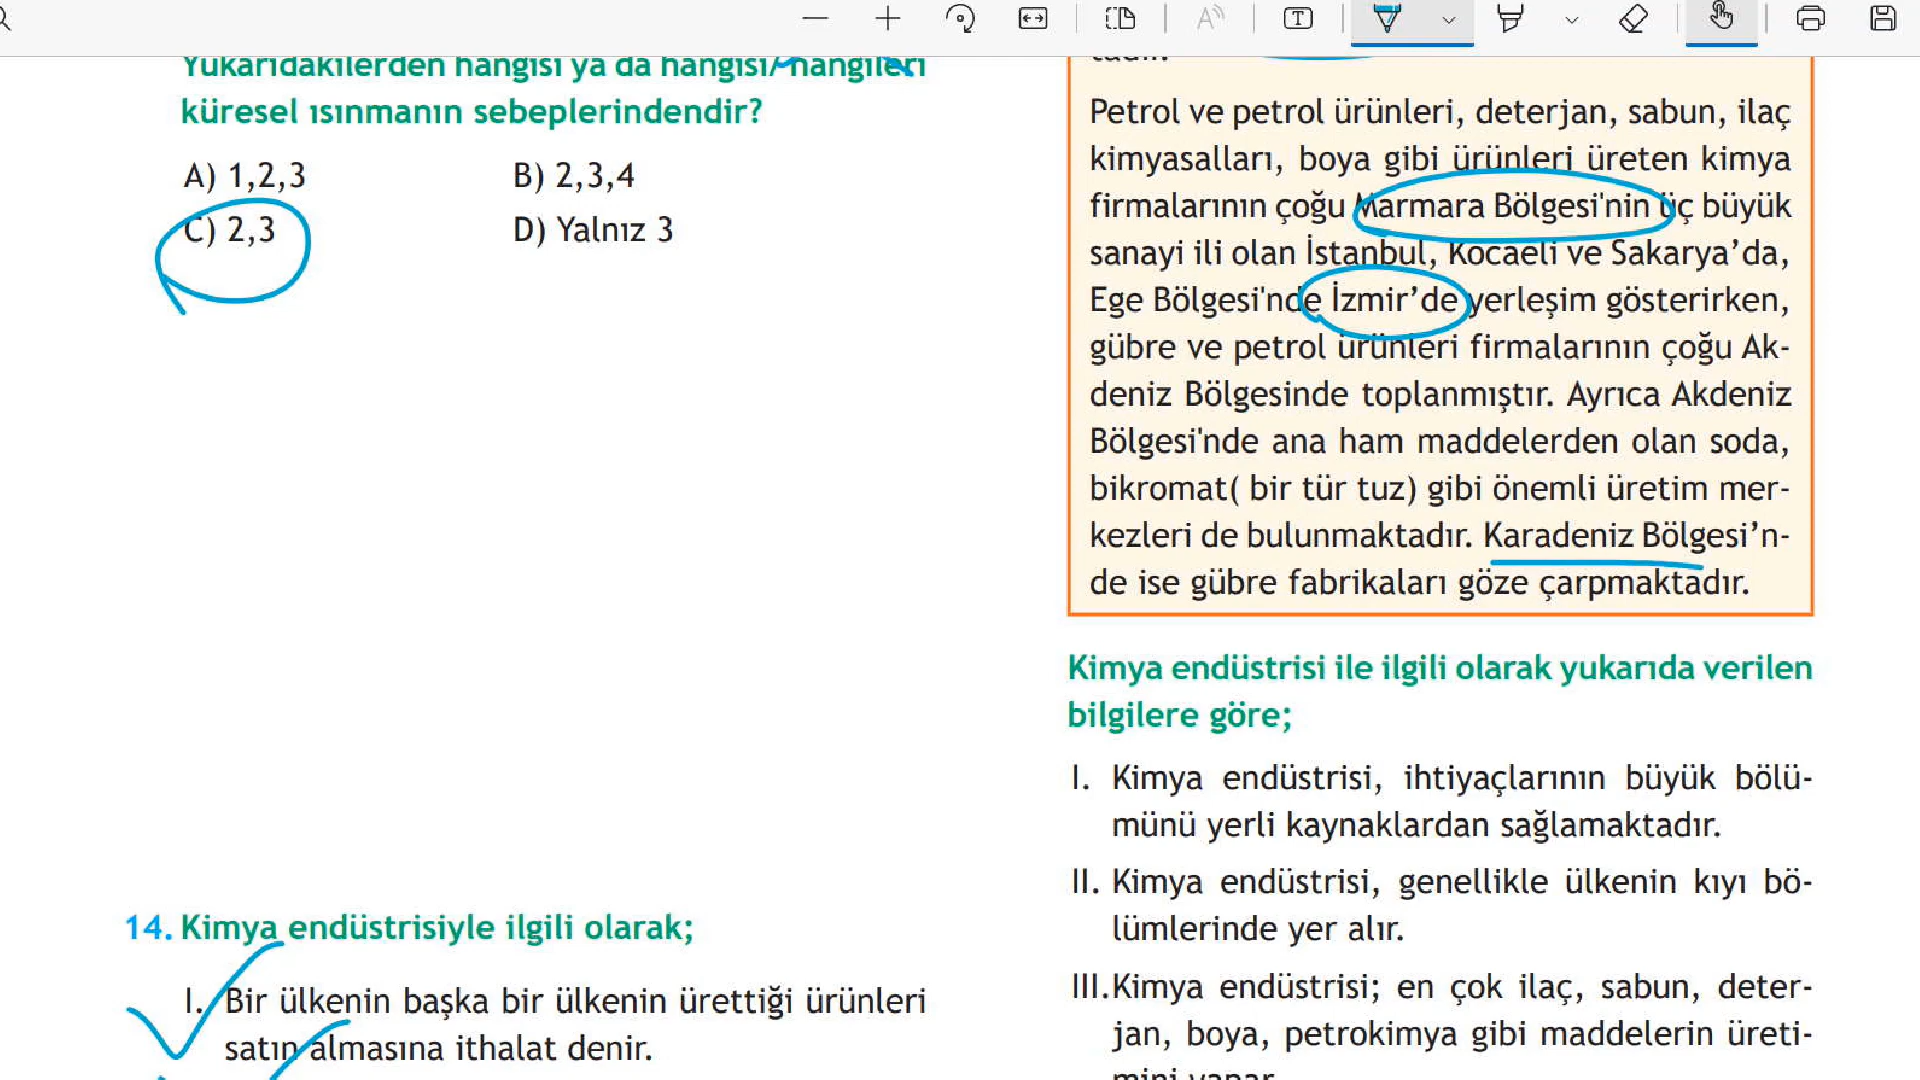 Yukarıdakilerden hangisi ya da hangisi/hangileri
küresel ısınmanın sebeplerindendir?
A) 1,2,3
B) 2,3,4
C) 2,3
D) Yalnız 3
14. Kimya endüstrisiyle ilgili olarak;
I. Bir ülkenin başka bir ülkenin ürettiği ürünleri
satın almasına ithalat denir.
Petrol ve petrol ürünleri, deterjan, sabun, ilaç
kimyasalları, boya gibi ürünleri üreten kimya
firmalarının çoğu Marmara Bölgesi'nin üç büyük
sanayi ili olan İstanbul, Kocaeli ve Sakarya’da,
Ege Bölgesi'nde İzmir’de yerleşim gösterirken,
gübre ve petrol ürünleri firmalarının çoğu Ak-
deniz Bölgesinde toplanmıştır. Ayrıca Akdeniz
Bölgesi'nde ana ham maddelerden olan soda,
bikromat( bir tür tuz) gibi önemli üretim mer-
kezleri de bulunmaktadır. Karadeniz Bölgesi’n-
de ise gübre fabrikaları göze çarpmaktadır.
Kimya endüstrisi ile ilgili olarak yukarıda verilen
bilgilere göre;
I. Kimya endüstrisi, ihtiyaçlarının büyük bölü-
münü yerli kaynaklardan sağlamaktadır.
II. Kimya endüstrisi, genellikle ülkenin kıyı bö-
lümlerinde yer alır.
III.Kimya endüstrisi; en çok ilaç, sabun, deter-
jan, boya, petrokimya gibi maddelerin üreti-
mini yapar.